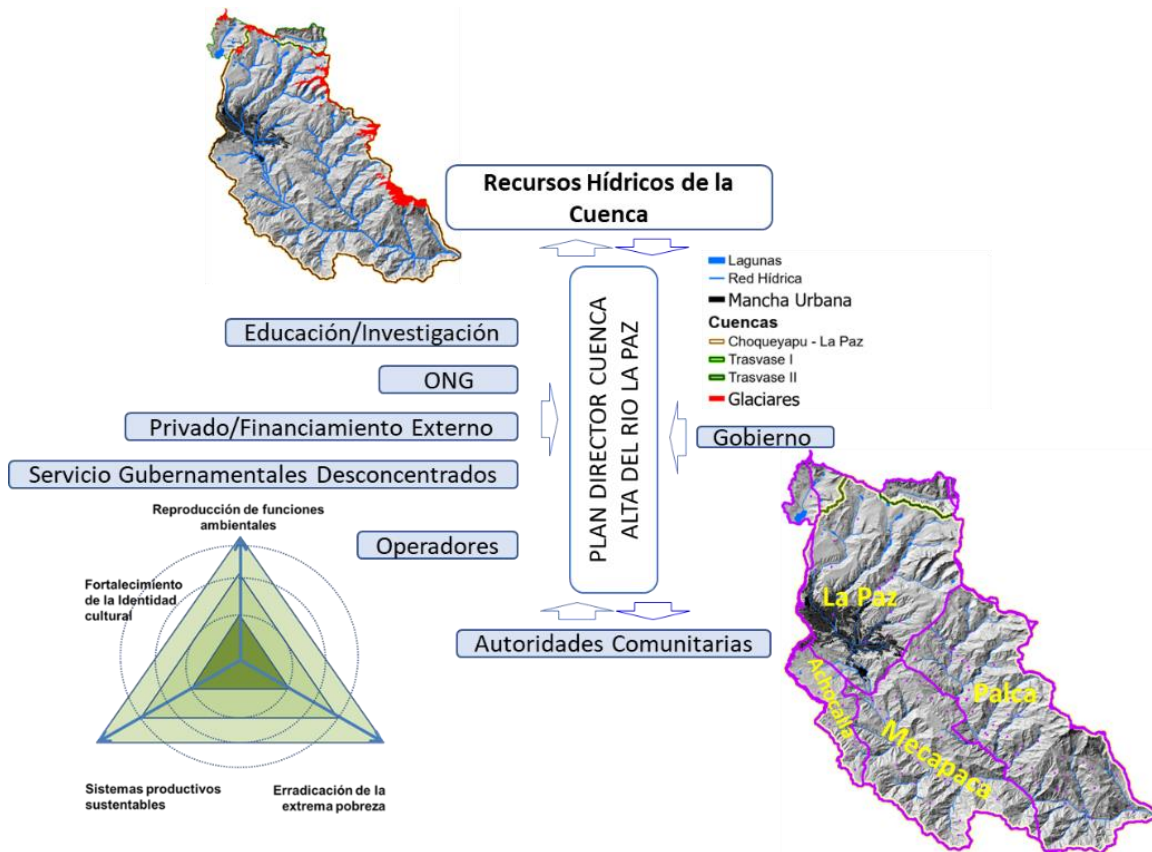 Recursos Hídricos de la
Cuenca
Lagunas
Red Hídrica
Mancha Urbana
Cuencas
Choqueyapu - La Paz
Trasvase I
Trasvase II
Glaciares
Educación/Investigación
ONG
Privado/Financiamiento Externo
Servicio Gubernamentales Desconcentrados
Operadores
PLAN DIRECTOR CUENCA
ALTA DEL RIO LA PAZ
Gobierno
Autoridades Comunitarias
Reproducción de funciones
ambientales
Fortalecimiento
de la Identidad
cultural
Sistemas productivos
sustentables
Erradicación de la
extrema pobreza
La Paz
Palca
Achocalla
Mecapaca